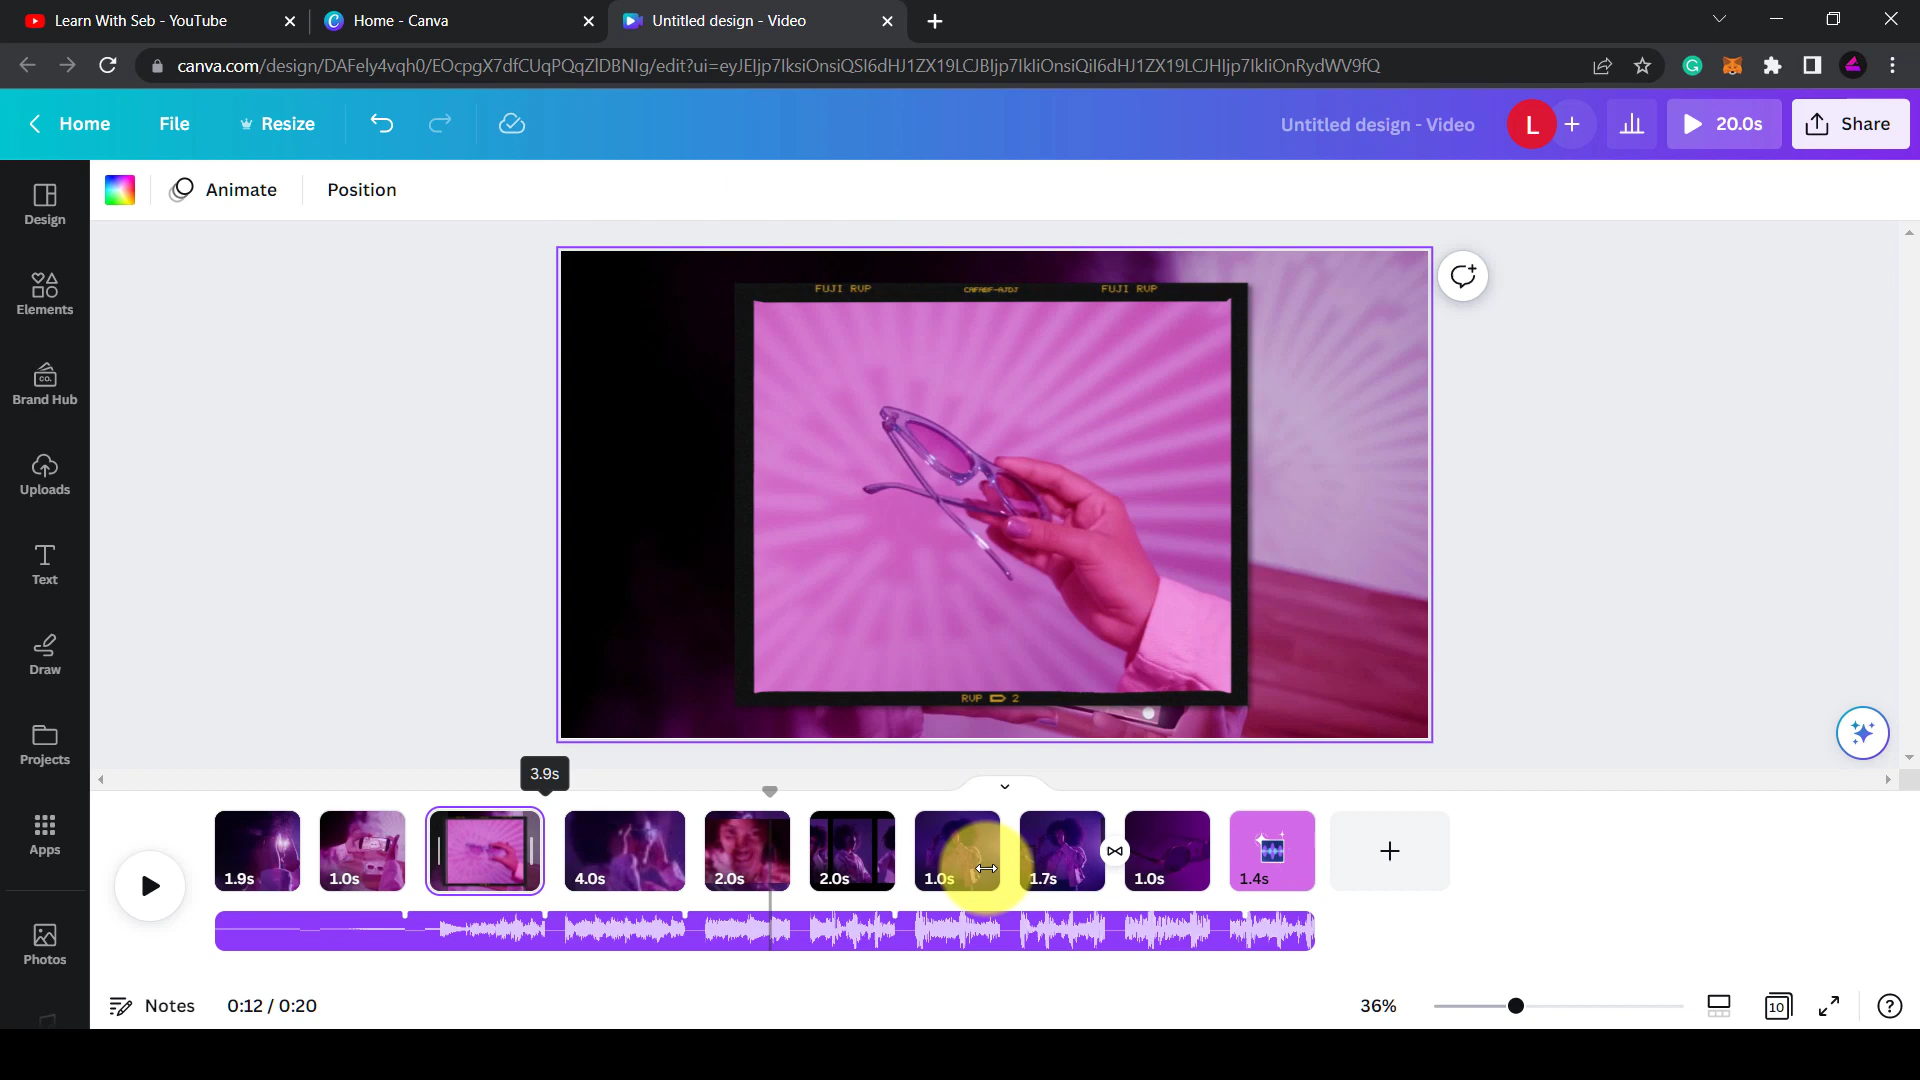 Learn With Seb - YouTube
Home - Canva
Untitled design - Video
canva.com/design/DAFely4vqh0/EOcpgX7dfCUqPQqZlDBNIg/edit?ui=eyJEIjp7IksiOnsiQSI6dHJ1ZX19LCJBIjp7IkIiOnsiQiI6dHJ1ZX19LCJHIjp7IkIiOnRydWV9fQ
Home
File
Resize
Untitled design - Video
L
20.0s
Share
Animate
Position
Design
Elements
CO.
Brand Hub
Uploads
Text
Draw
Projects
Apps
Photos
FUJI RVP
FUJI RVP
RVP 2
3.9s
1.9s
1.0s
4.0s
2.0s
2.0s
1.0s
1.7s
1.0s
1.4s
Notes
0:12 / 0:20
36%
10